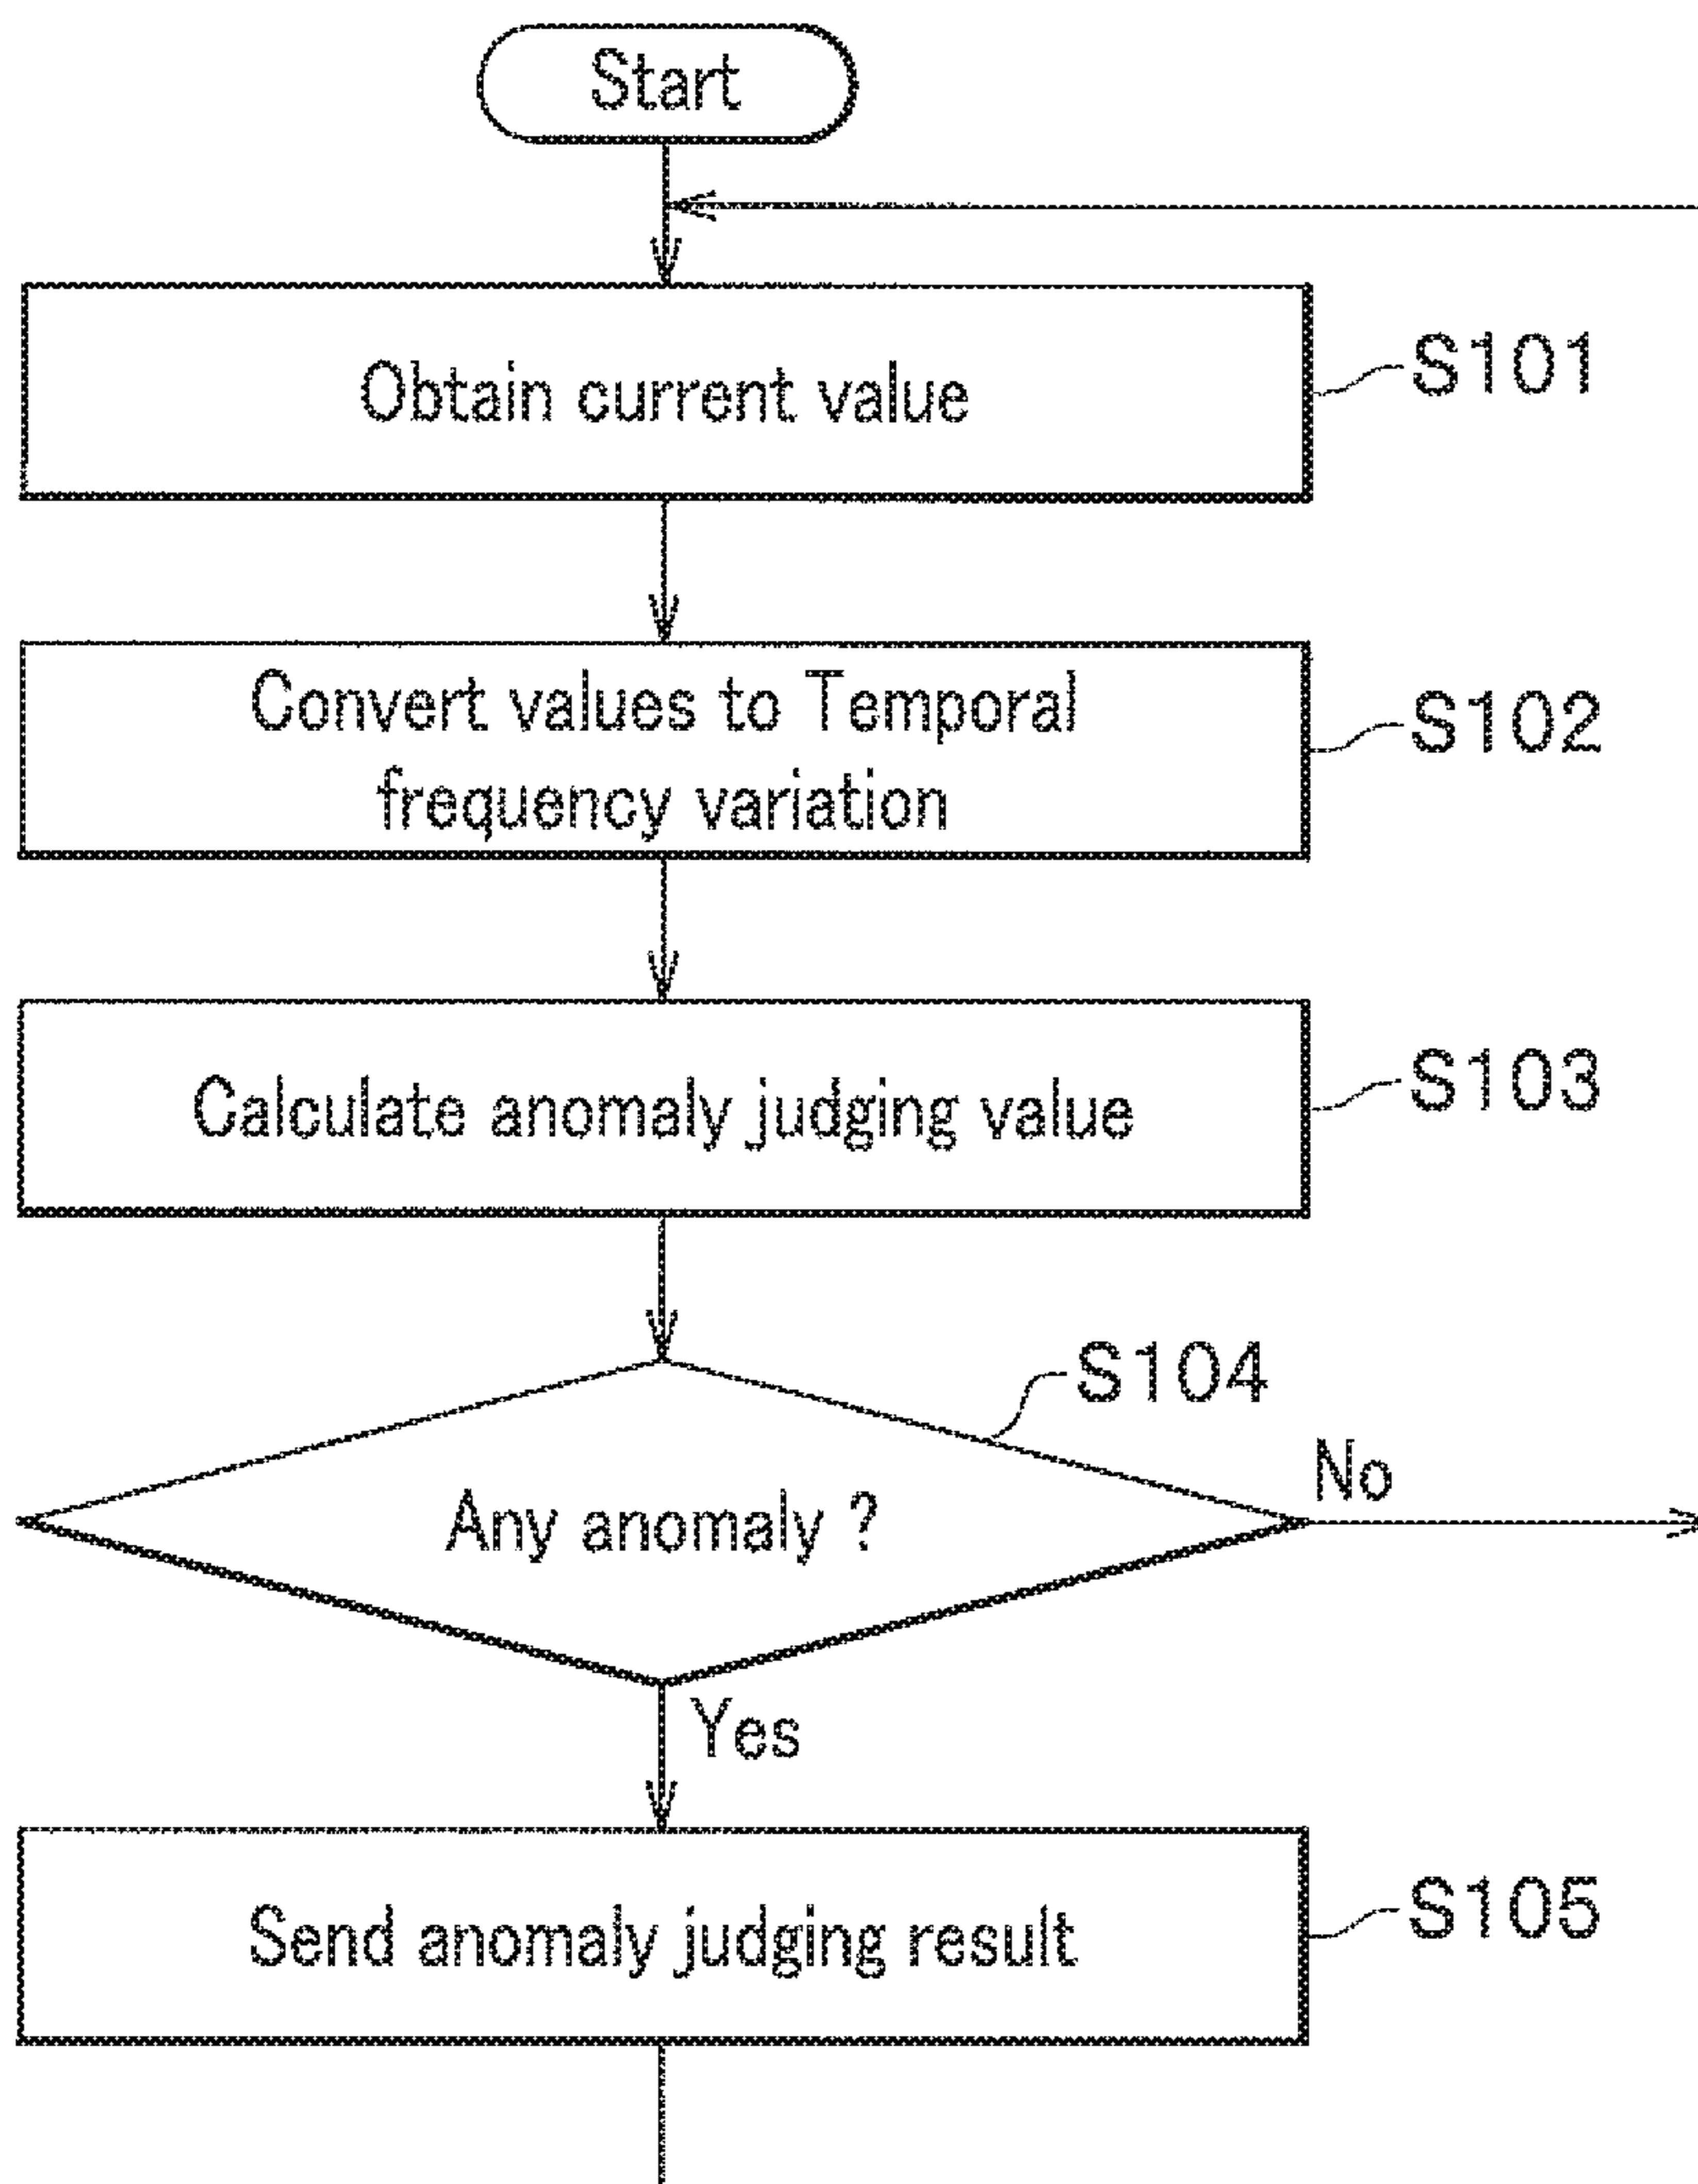 Start
Obtain current value
S101
Convert values to Temporal
frequency variation
S102
Calculate anomaly judging value
S103
S104
Any anomaly ?
No
Yes
Send anomaly judging result
S105